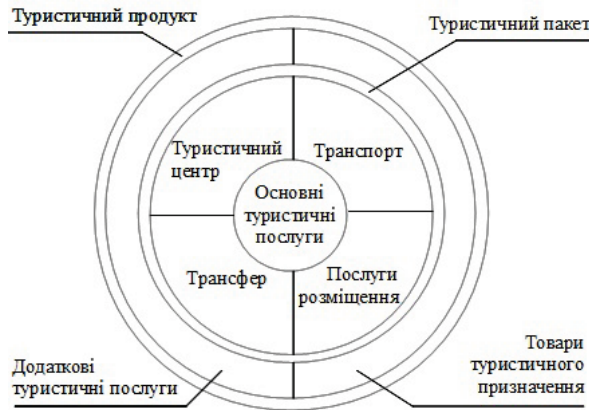 Туристичний продукт
Туристичний пакет
Туристичний
центр
Транспорт
Основні
туристичні
послуги
Трансфер
Послуги
розміщення
Додаткові
туристичні послуги
Товари
туристичного
призначення